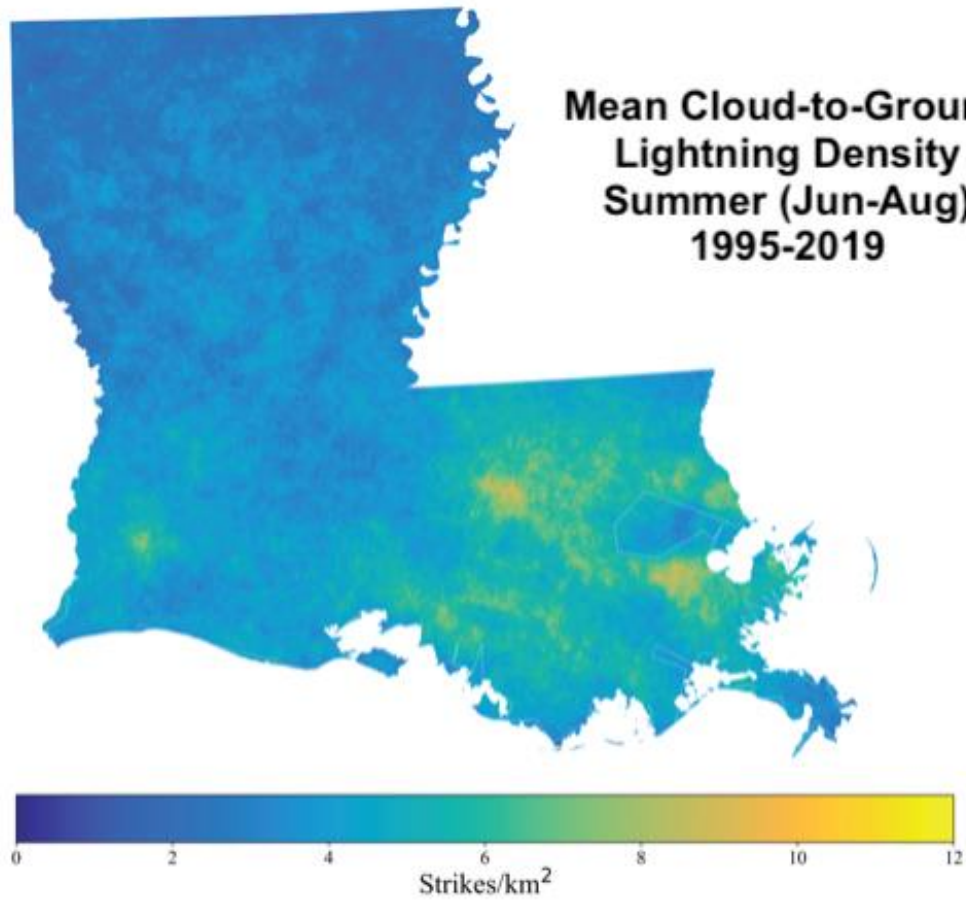 Mean Cloud-to-Groun
Lightning Density
Summer (Jun-Aug)
1995-2019
0 2 4 6 8 10 12
Strikes/km²